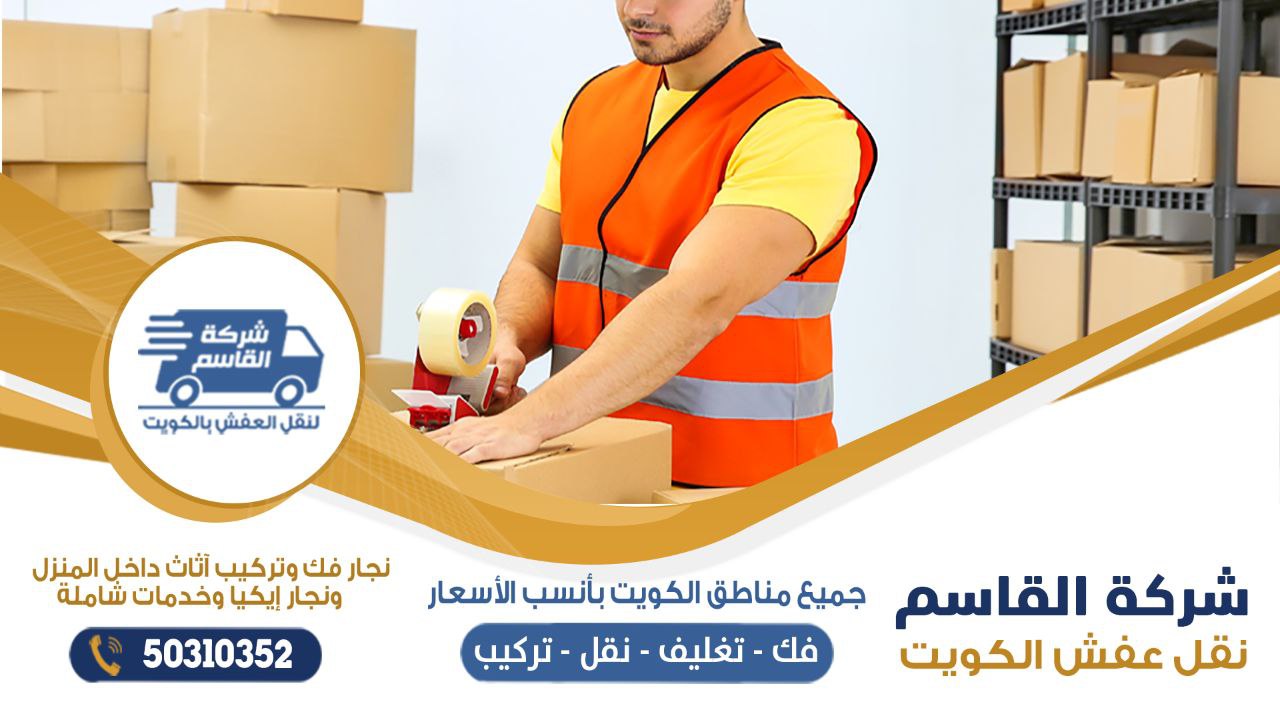 شركة
القاسم
لنقل العفش بالكويت
شركة القاسم
نقل عفش الكويت
جميع مناطق الكويت بأنسب الأسعار
فك - تغليف - نقل - تركيب
نجار فك وتركيب آثاث داخل المنزل
ونجار إيكيا وخدمات شاملة
50310352